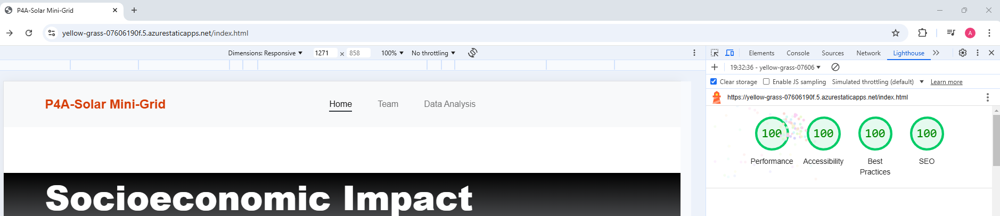 P4A-Solar Mini-Grid
yellow-grass-07606190f.5.azurestaticapps.net/index.html
A
Dimensions: Responsive 1271 × 858 100% No throttling
Elements Console Sources Network Lighthouse
19:32:36 - yellow-grass-07606
Clear storage Enable JS sampling Simulated throttling (default) Learn more
https://yellow-grass-07606190f.5.azurestaticapps.net/index.html
P4A-Solar Mini-Grid Home Team Data Analysis
100 100 100 100
Performance Accessibility Best Practices SEO
Socioeconomic Impact